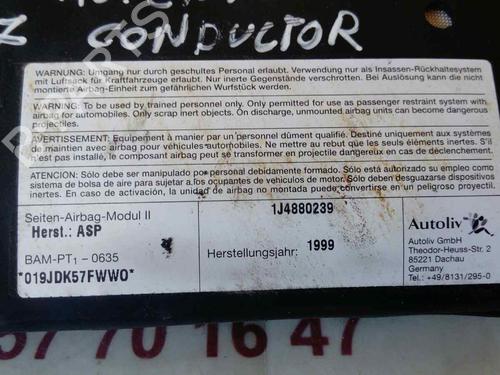 CONDUCTOR
WARNUNG: Umgang nur durch geschultes Personal erlaubt. Verwendung nur als Insassen-Rückhaltesystem
mit Luftsack für Kraftfahrzeuge erlaubt. Nur inerte Gegenstände verschrotten. Bei Auslösung kann die nicht
montierte Airbag-Einheit zum gefährlichen Wurfstück werden.
WARNING: To be used by trained personnel only. Only permitted for use as passenger restraint system with
airbag for automobiles. Only scrap inert objects. On discharge, unmounted airbag units can become dangerous
projectiles.
AVERTISSEMENT: Equipement à manier par un personnel dûment qualifié. Destiné uniquement aux systèmes
de maintien avec airbag pour véhicules automobiles. Ne mettre au rebut que les seuls éléments inertes. S'il
n'est pas installé, le composant airbag peut se transformer en projectile dangereux en cas de déclenchement.
ATENCIÓN: Sólo debe ser manipulado por personal debidamente formado. Sólo está autorizado su empleo como
sistema de bolsa de aire para sujetar a los ocupantes de vehículos de motor. Sólo deben desguazarse dispositivos
inertes. En caso de activación, la unidad de airbag no montada puede convertirse en un peligroso proyectil.
Seiten-Airbag-Modul II
1J4880239
Herst.: ASP
Herstellungsjahr: 1999
BAM-PT1 - 0635
*019JDK57FWWO*
Autoliv
Autoliv GmbH
Theodor-Heuss-Str. 2
85221 Dachau
Germany
Tel.: +49/8131/295-0
57 70 16 47